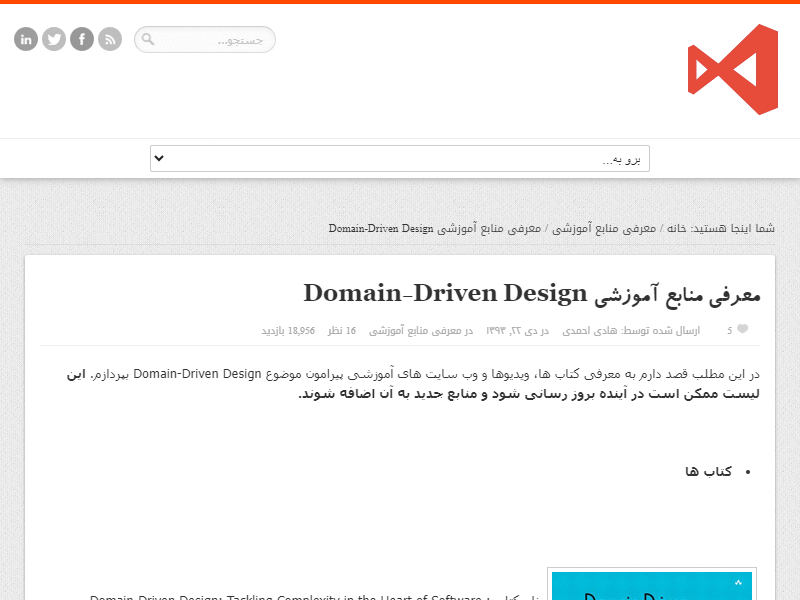 جستجو...
برو به...
شما اینجا هستید: خانه / معرفی منابع آموزشی / معرفی منابع آموزشی Domain-Driven Design
معرفی منابع آموزشی Domain-Driven Design
5 ارسال شده توسط: هادی احمدی در دی ۲۲, ۱۳۹۳ در معرفی منابع آموزشی 16 نظر 18,956 بازدید
در این مطلب قصد دارم به معرفی کتاب ها، ویدیوها و وب سایت های آموزشی پیرامون موضوع Domain-Driven Design بپردازم. این
لیست ممکن است در آینده بروز رسانی شود و منابع جدید به آن اضافه شوند.
کتاب ها
نام کتاب : Domain-Driven Design: Tackling Complexity in the Heart of Software